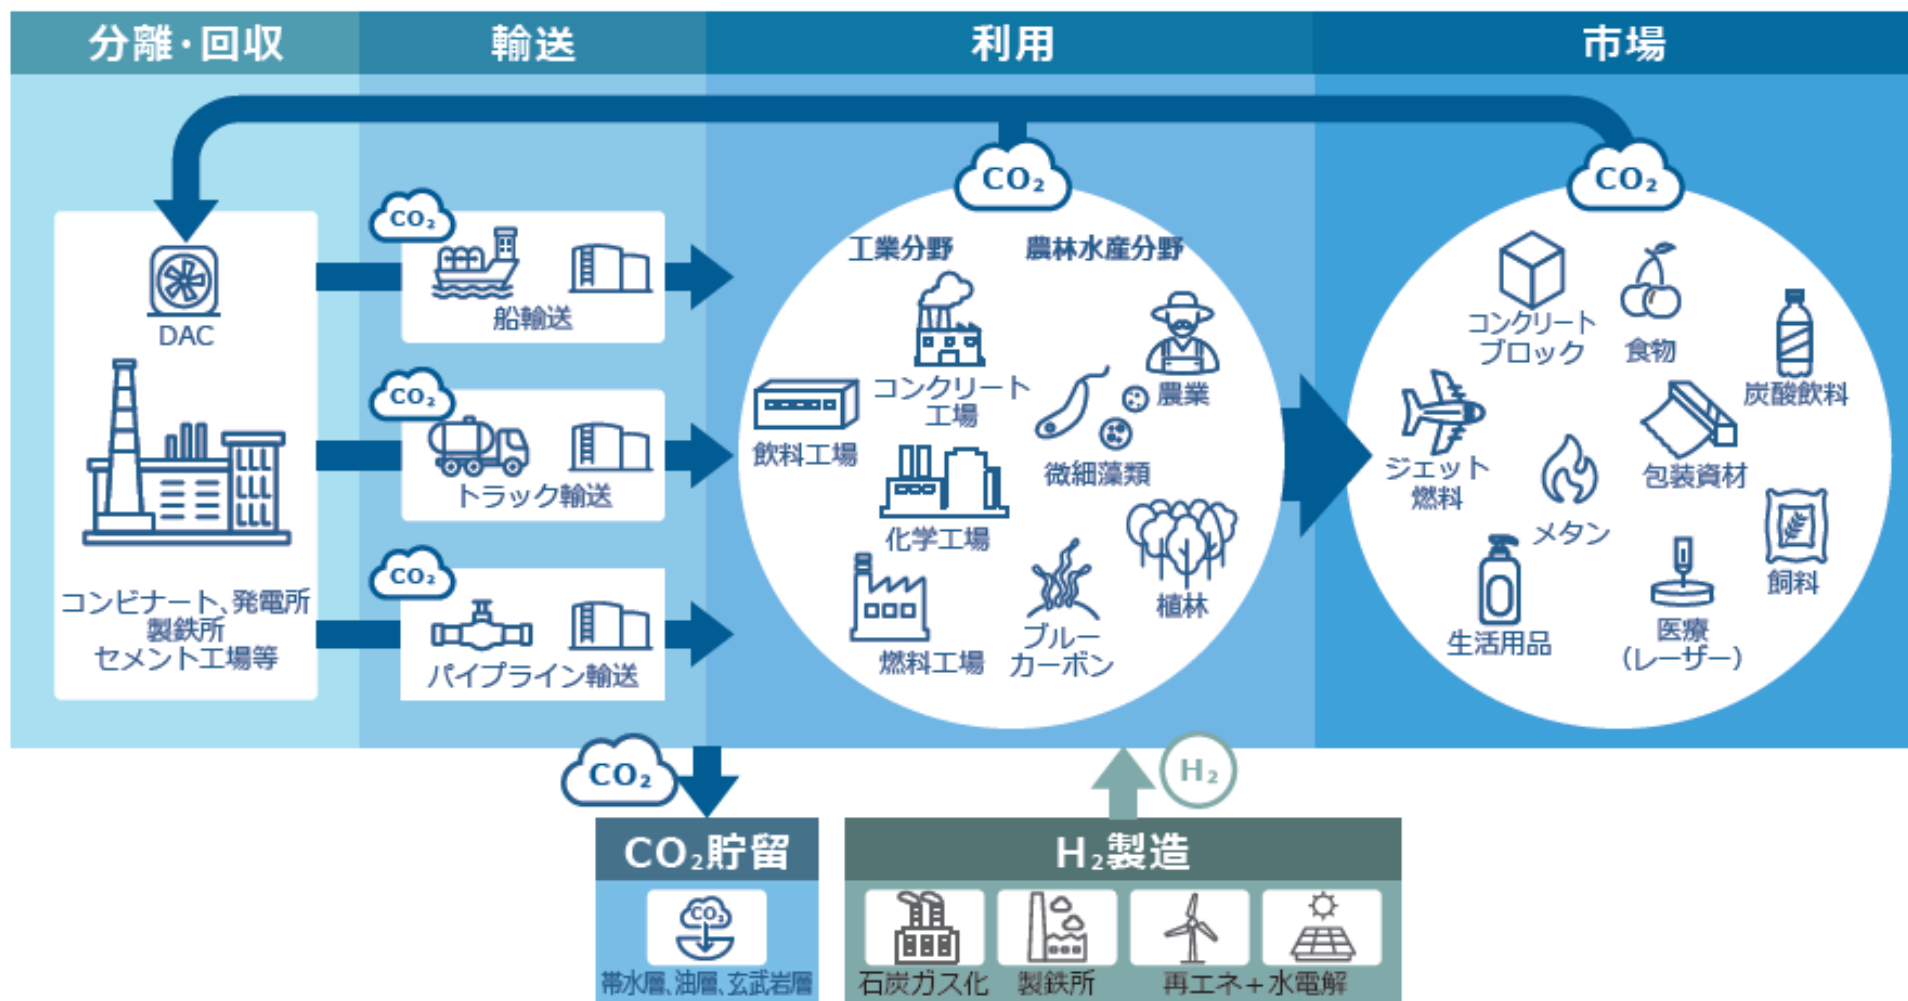 分離・回収
輸送
利用
市場
CO₂
CO₂
DAC
コンビナート、発電所
製鉄所
セメント工場等
CO₂
船輸送
CO₂
トラック輸送
CO₂
パイプライン輸送
工業分野
農林水産分野
コンクリート
工場
農業
飲料工場
微細藻類
化学工場
植林
燃料工場
ブルー
カーボン
コンクリート
ブロック
食物
炭酸飲料
ジェット
燃料
包装資材
メタン
飼料
生活用品
医療
（レーザー）
CO₂
H₂
CO₂貯留
CO₂
帯水層、油層、玄武岩層
H₂製造
石炭ガス化
製鉄所
再エネ＋水電解